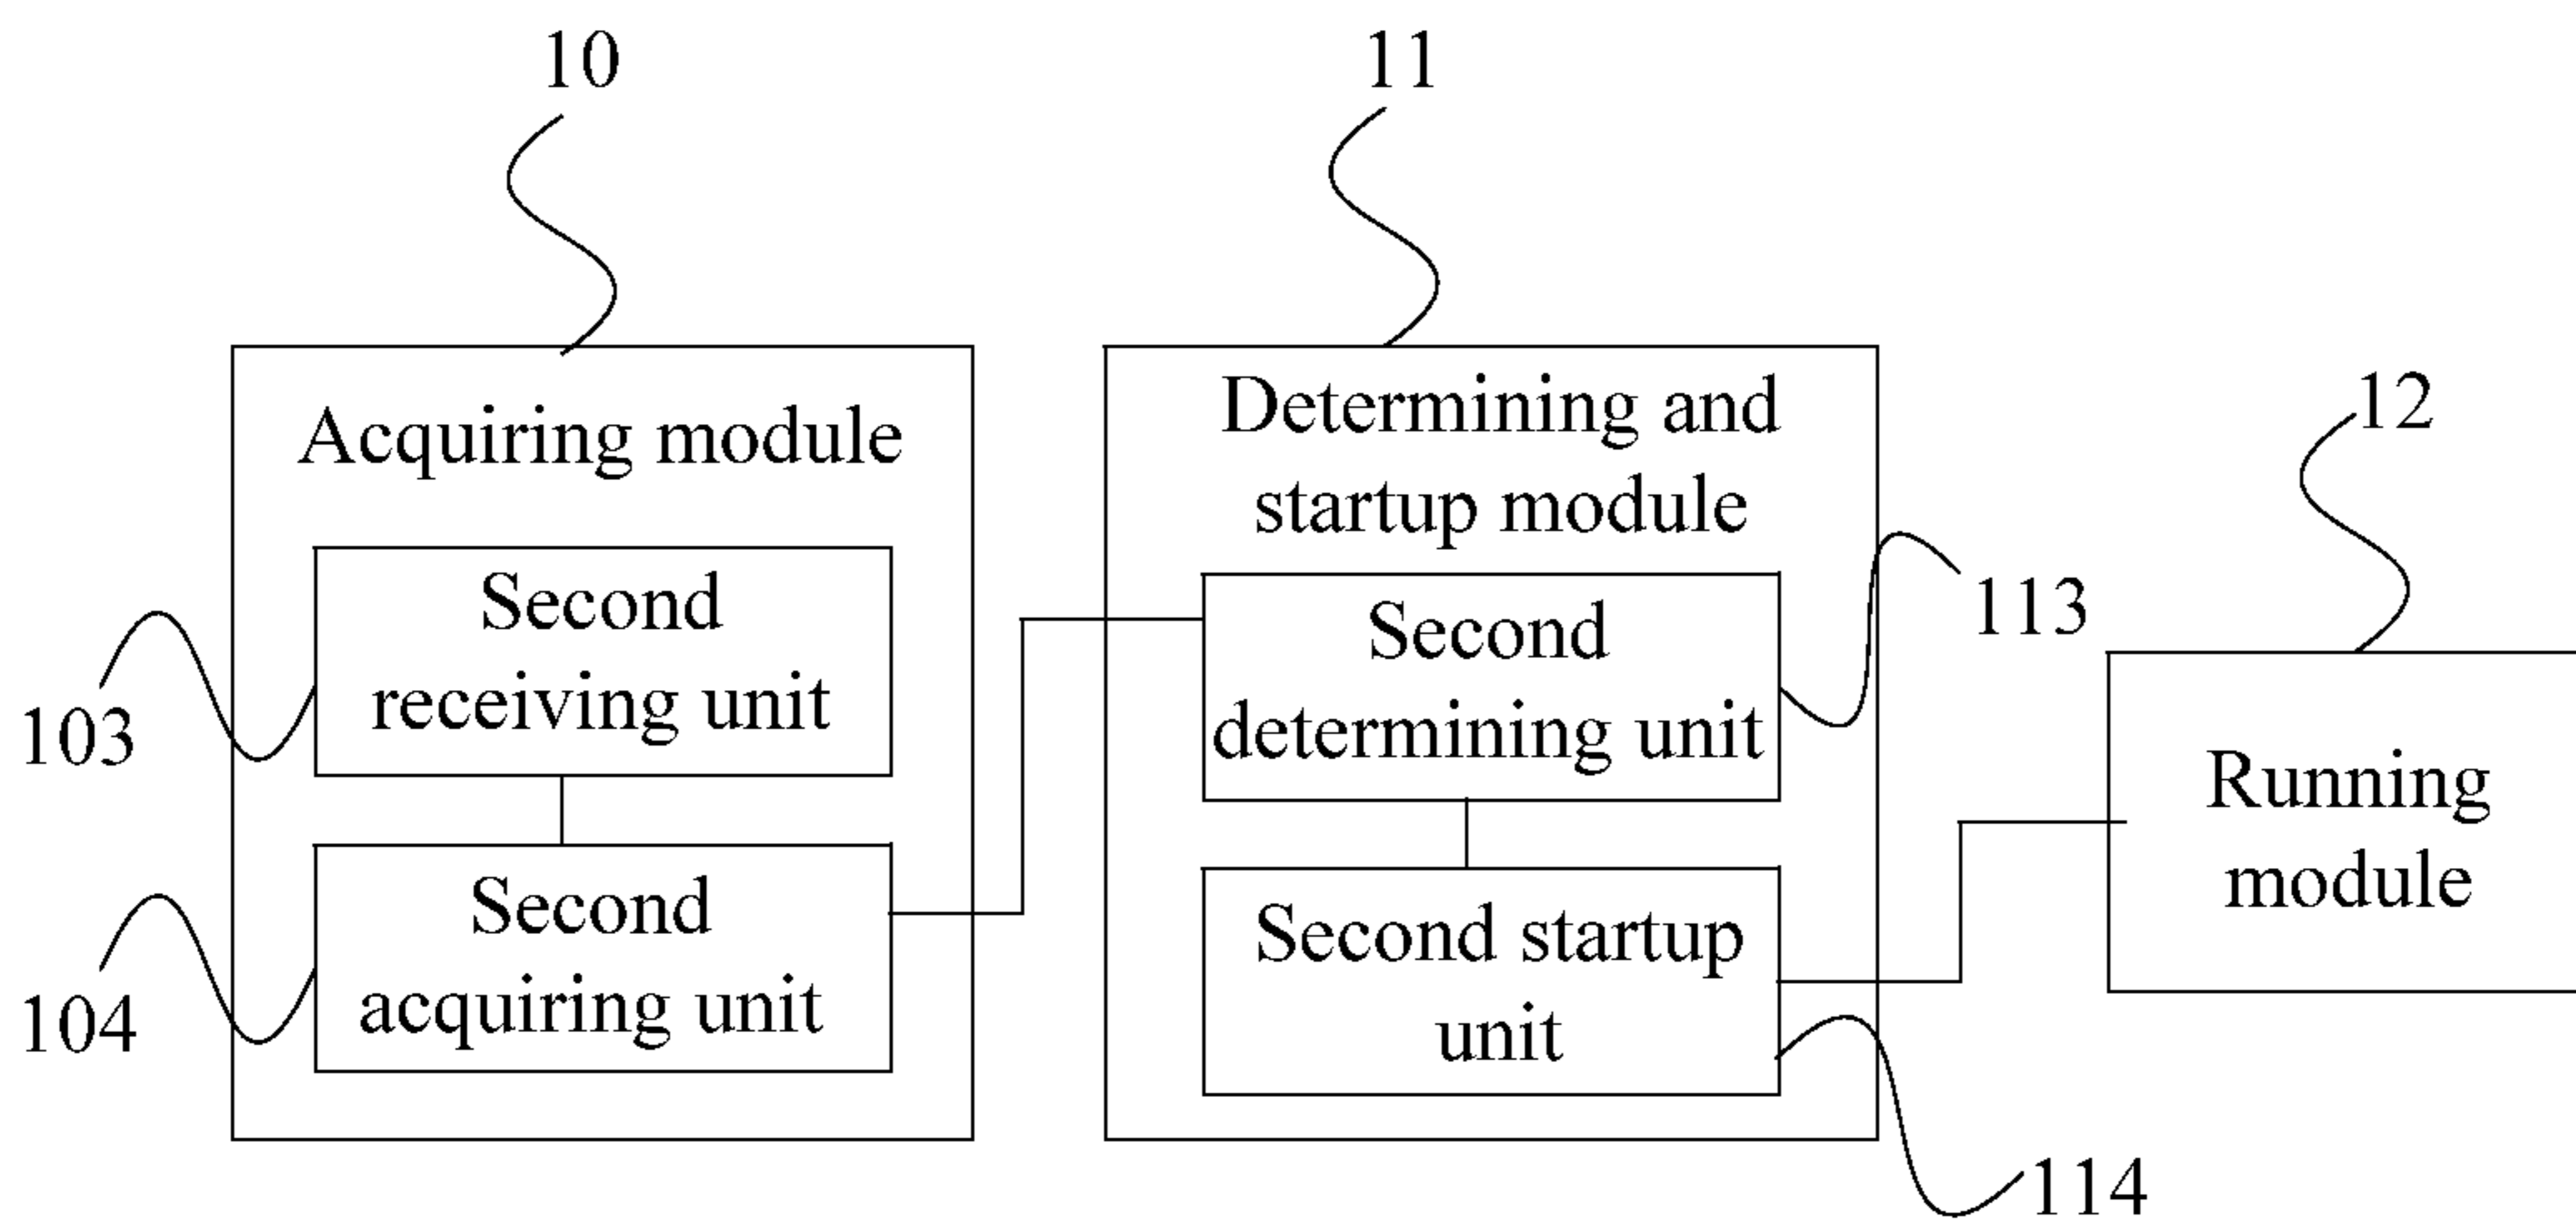 10
11
12
Acquiring module
Second
receiving unit
103
Second
acquiring unit
104
Determining and
startup module
Second
determining unit
113
Second startup
unit
114
Running
module